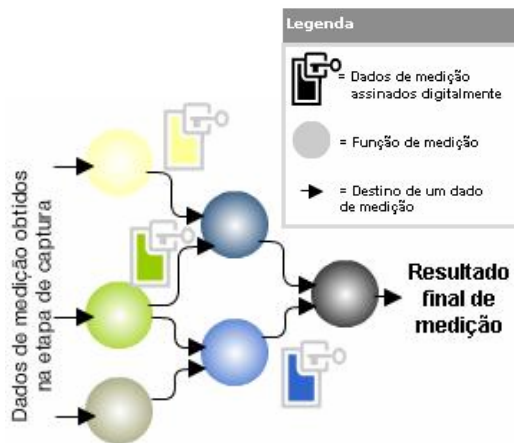 Legenda
= Dados de medição
assinados digitalmente
= Função de medição
= Destino de um dado
de medição
Dados de medição obtidos
na etapa de captura
Resultado
final de
medição